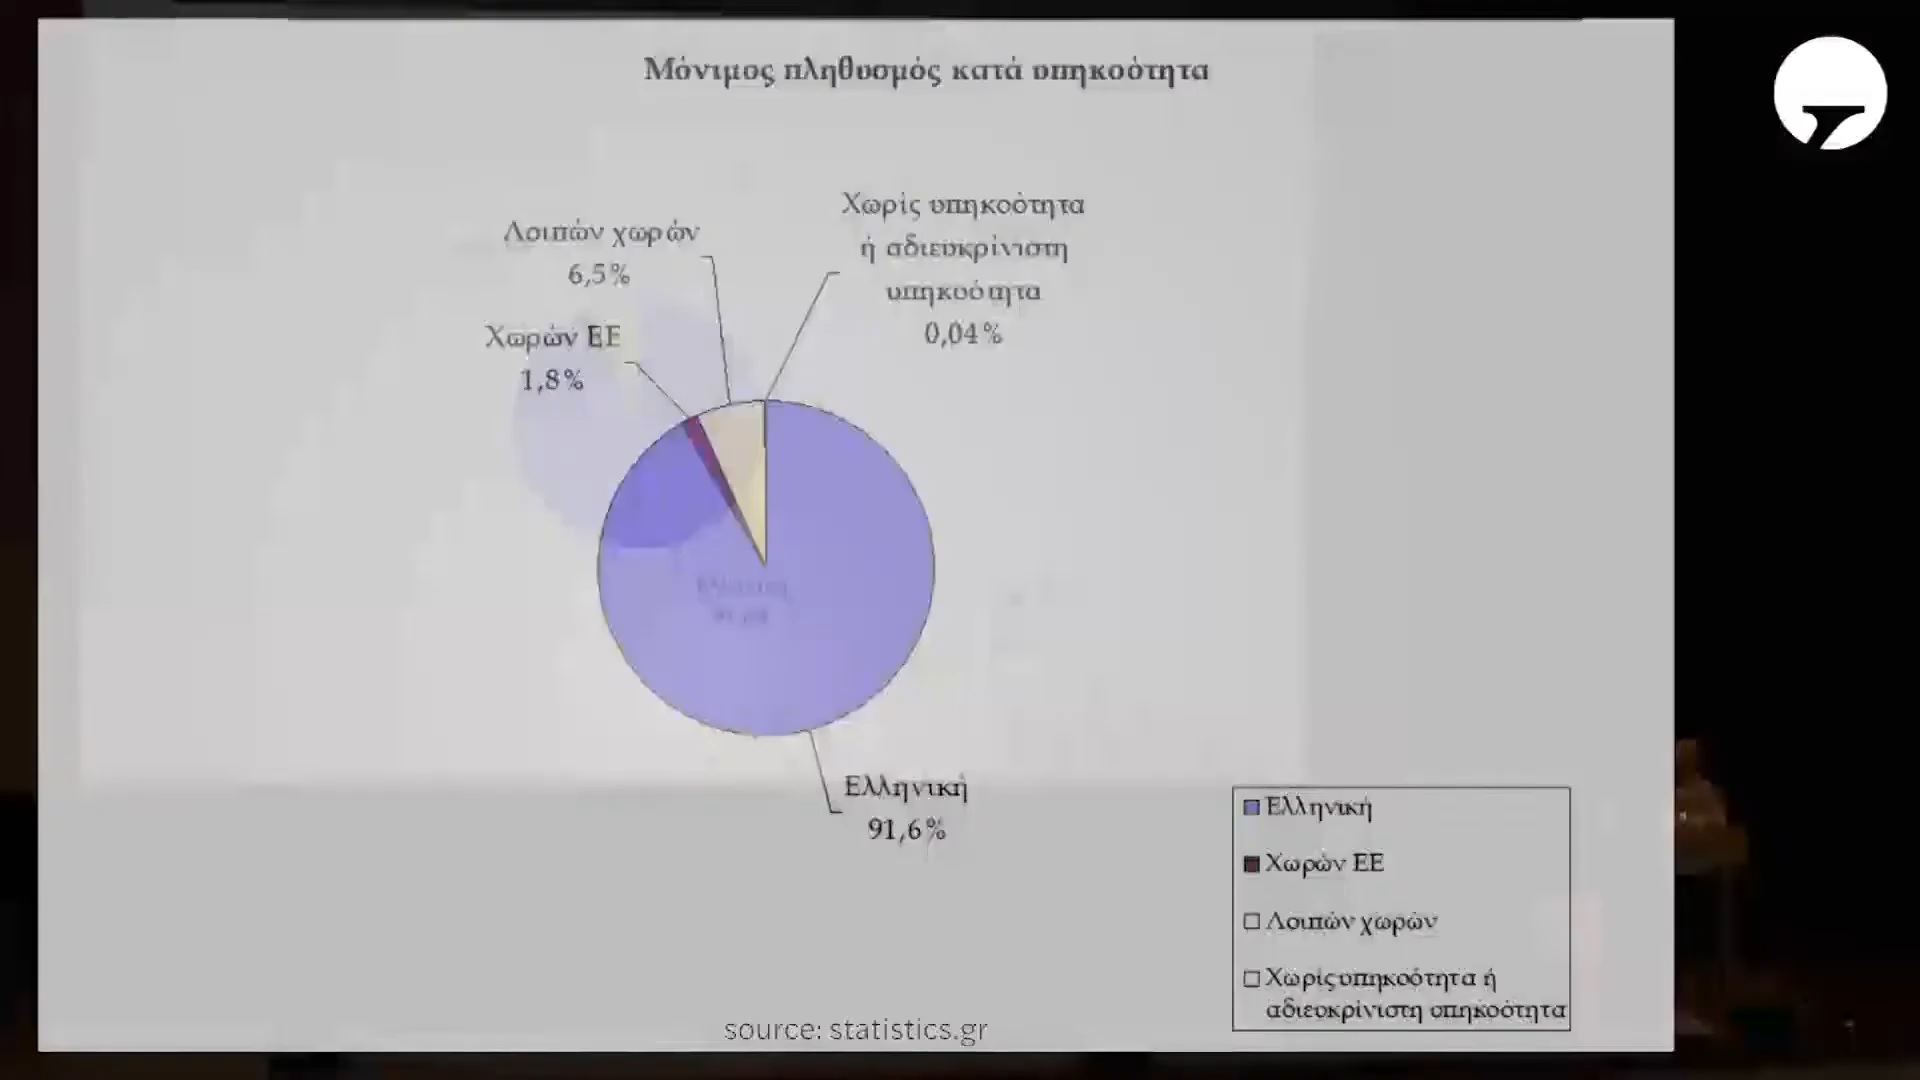 Μόνιμος πληθυσμός κατά υπηκοότητα
Χωρίς υπηκοότητα
ή αδιευκρίνιστη
υπηκοότητα
0,04%
Λοιπών χωρών
6,5%
Χωρών ΕΕ
1,8%
Ελληνική
91,6%
Ελληνική
Χωρών ΕΕ
Λοιπών χωρών
Χωρίς υπηκοότητα ή
αδιευκρίνιστη υπηκοότητα
source: statistics.gr